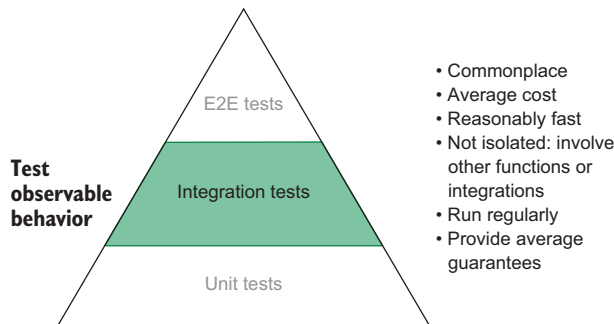 E2E tests
Test
observable
behavior
Integration tests
Unit tests
• Commonplace
• Average cost
• Reasonably fast
• Not isolated: involve
other functions or
integrations
• Run regularly
• Provide average
guarantees